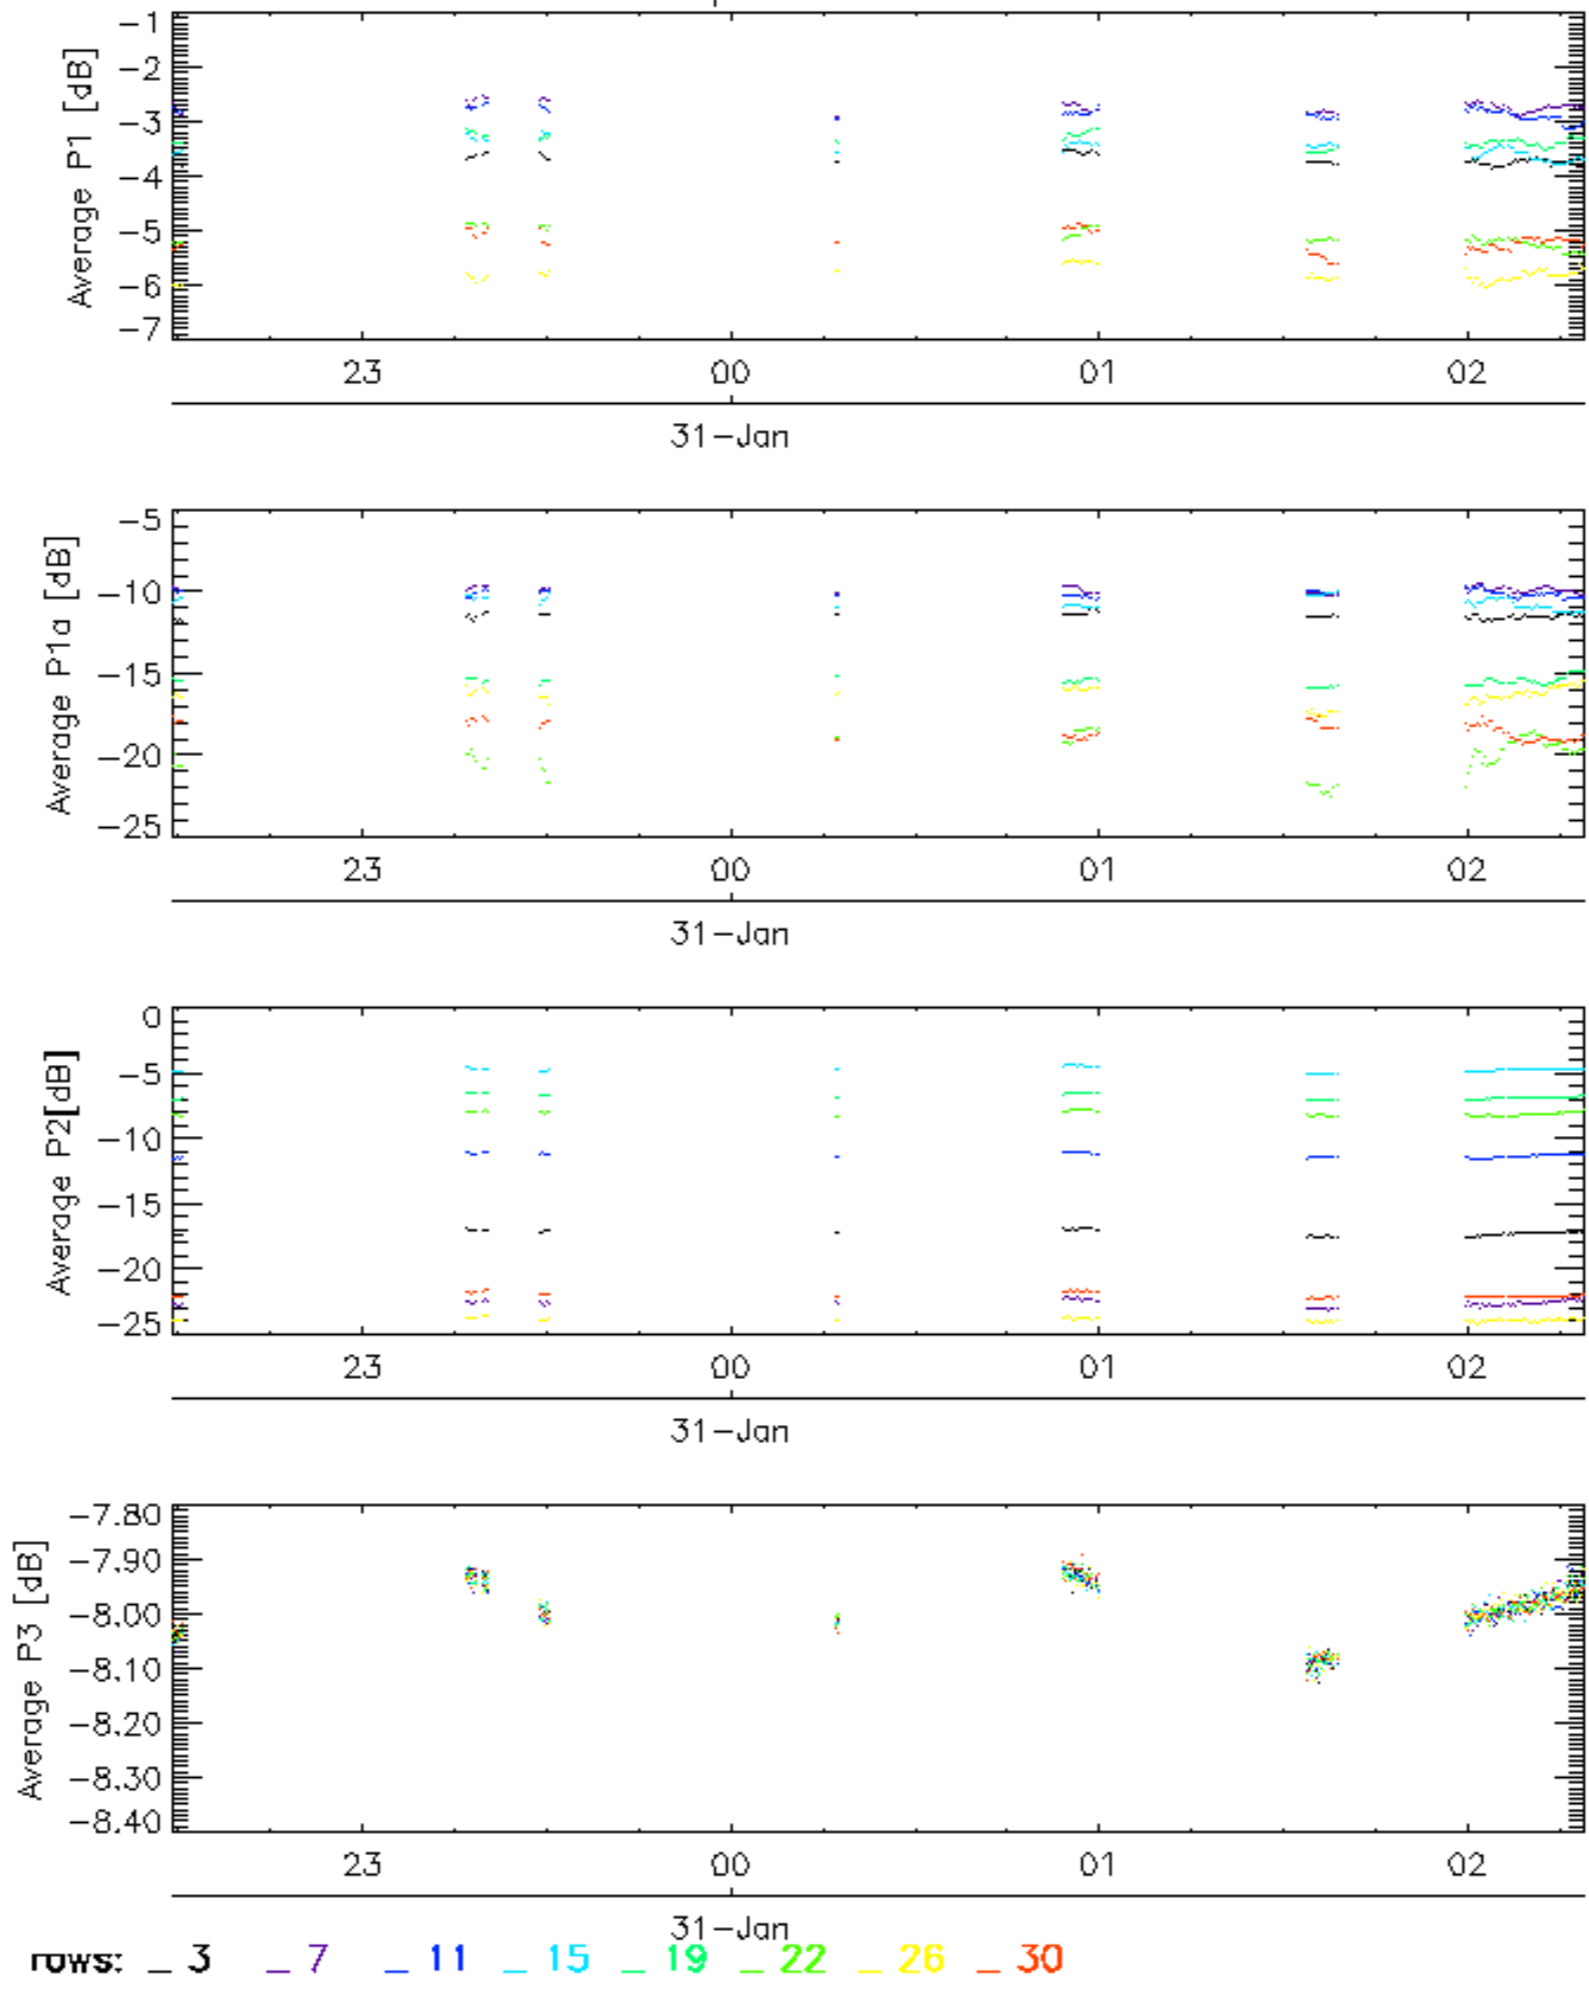 Average P1 [dB]
-1
-2
-3
-4
-5
-6
-7
23 00 01 02
31-Jan
Average P1a [dB]
-5
-10
-15
-20
-25
23 00 01 02
31-Jan
Average P2[dB]
0
-5
-10
-15
-20
-25
23 00 01 02
31-Jan
Average P3 [dB]
-7.80
-7.90
-8.00
-8.10
-8.20
-8.30
-8.40
23 00 01 02
31-Jan
rows: _ 3 _ 7 _ 11 _ 15 _ 19 _ 22 _ 26 _ 30